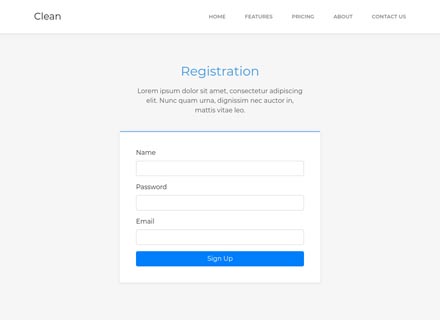 Clean
HOME FEATURES PRICING ABOUT CONTACT US
Registration
Lorem ipsum dolor sit amet, consectetur adipiscing
elit. Nunc quam urna, dignissim nec auctor in,
mattis vitae leo.
Name
Password
Email
Sign Up